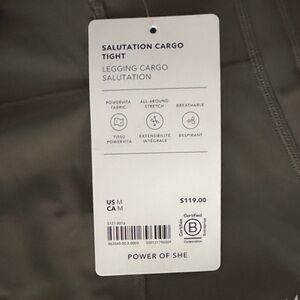 SALUTATION CARGO
TIGHT
LEGGING CARGO
SALUTATION
POWERVITA
FABRIC
ALL-AROUND
STRETCH
BREATHABLE
TISSU
POWERVITA
EXTENSIBILITÉ
INTÉGRALE
RESPIRANT
US M
CA M
$119.00
Certified
B
Corporation
POWER OF SHE